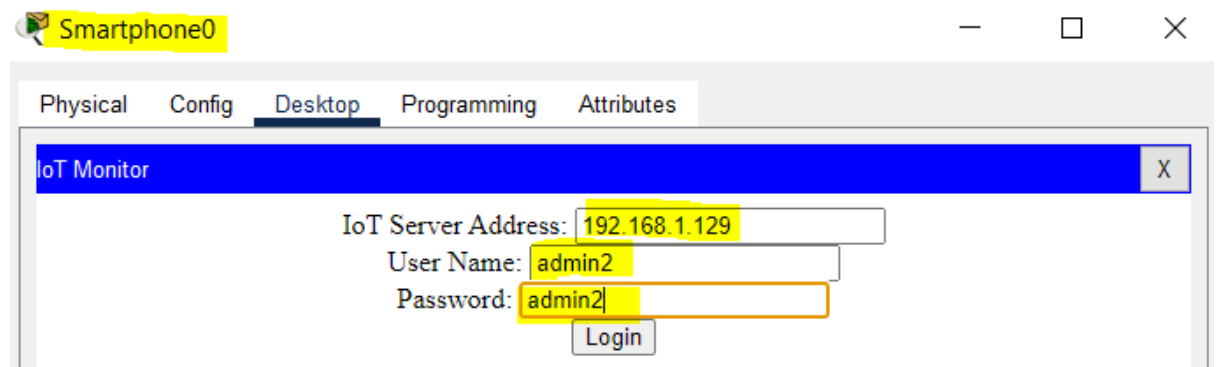 Smartphone0
Physical Config Desktop Programming Attributes
IoT Monitor X
IoT Server Address: 192.168.1.129
User Name: admin2
Password: admin2
Login